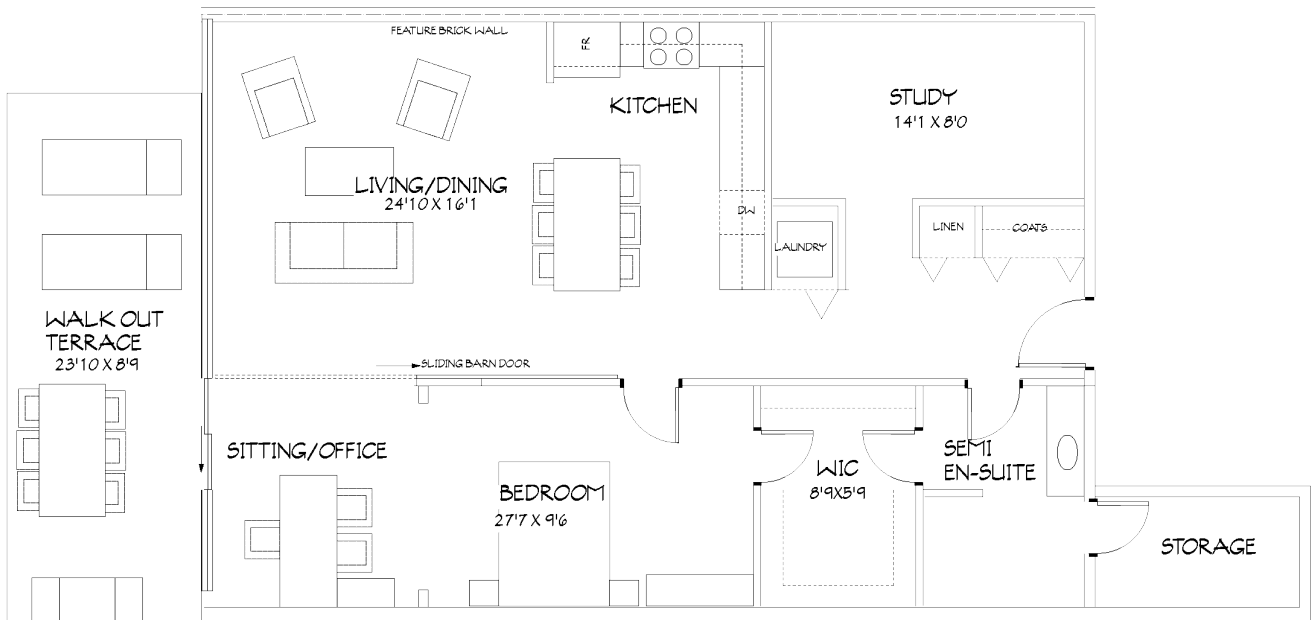 FEATURE BRICK WALL
FR
KITCHEN
STUDY
14'1 X 8'0
LIVING/DINING
24'10 X 16'1
DW
LAUNDRY
LINEN
COATS
WALK OUT
TERRACE
23'10 X 8'9
SLIDING BARN DOOR
SITTING/OFFICE
BEDROOM
27'7 X 9'6
WIC
8'9X5'9
SEMI
EN-SUITE
STORAGE